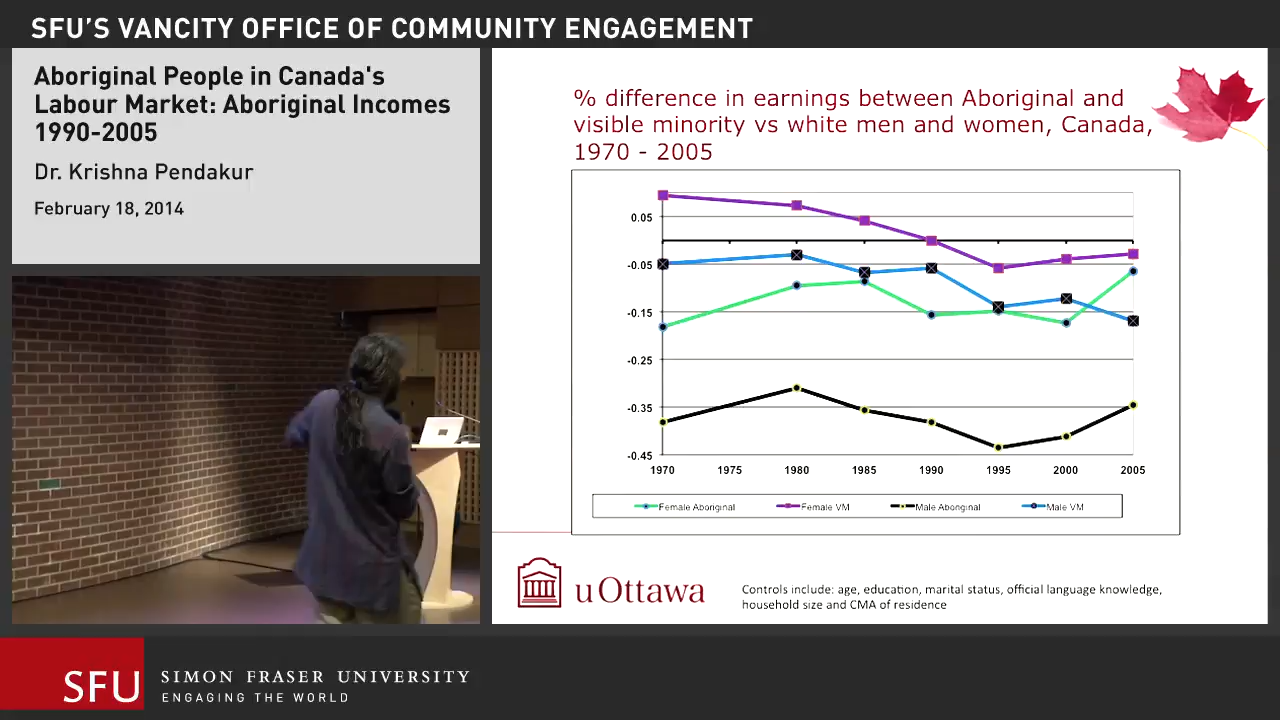 SFU'S VANCITY OFFICE OF COMMUNITY ENGAGEMENT
Aboriginal People in Canada's
Labour Market: Aboriginal Incomes
1990-2005
Dr. Krishna Pendakur
February 18, 2014
% difference in earnings between Aboriginal and
visible minority vs white men and women, Canada,
1970 - 2005
0.05
-0.05
-0.15
-0.25
-0.35
-0.45
1970 1975 1980 1985 1990 1995 2000 2005
Female Aboriginal Female VM Male Aboriginal Male VM
uOttawa
Controls include: age, education, marital status, official language knowledge,
household size and CMA of residence
SFU
SIMON FRASER UNIVERSITY
ENGAGING THE WORLD